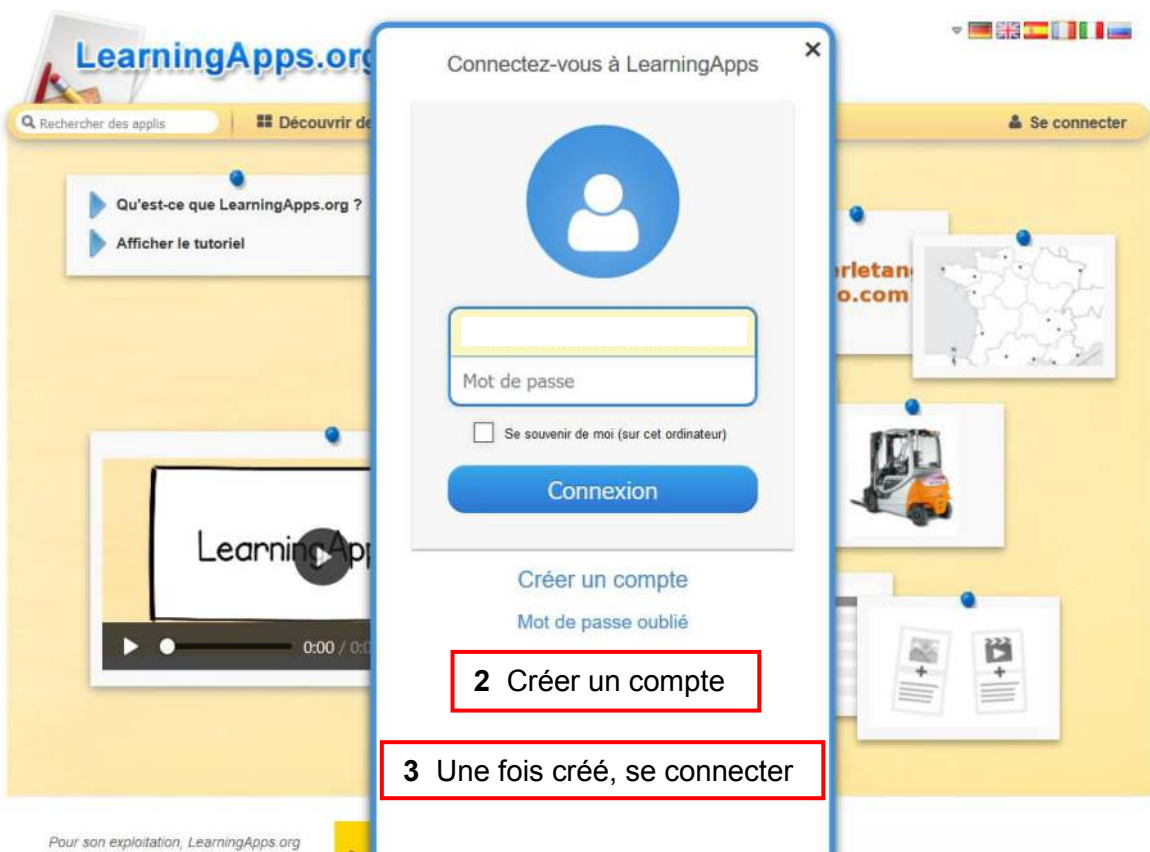 LearningApps.org
Connectez-vous à LearningApps
×
Rechercher des applis
Découvrir de
Se connecter
Qu'est-ce que LearningApps.org ?
Afficher le tutoriel
rletan
o.com
Mot de passe
Se souvenir de moi (sur cet ordinateur)
Connexion
LearningApp
Créer un compte
Mot de passe oublié
0:00 / 0:0
2 Créer un compte
3 Une fois créé, se connecter
Pour son exploitation, LearningApps.org